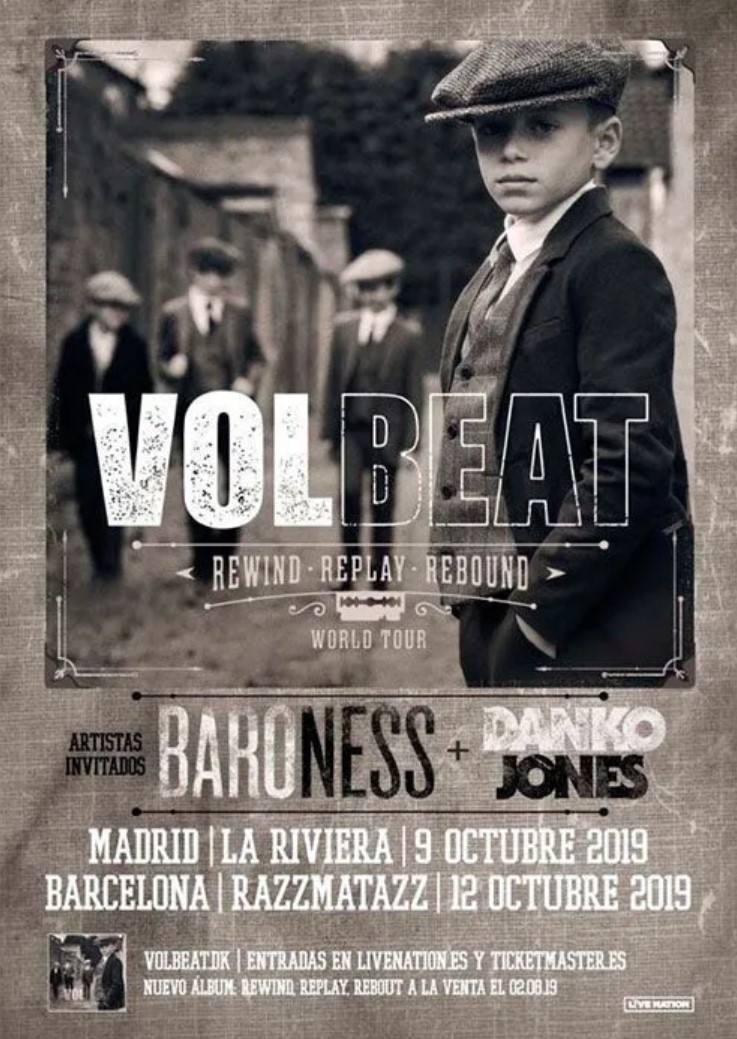 VOLBEAT
REWIND · REPLAY · REBOUND
WORLD TOUR
ARTISTAS INVITADOS
BARONESS + DANKO JONES
MADRID | LA RIVIERA | 9 OCTUBRE 2019
BARCELONA | RAZZMATAZZ | 12 OCTUBRE 2019
VOLBEAT.DK | ENTRADAS EN LIVENATION.ES Y TICKETMASTER.ES
NUEVO ÁLBUM: REWIND, REPLAY, REBOUT A LA VENTA EL 02.08.19
VOL
LIVE NATION